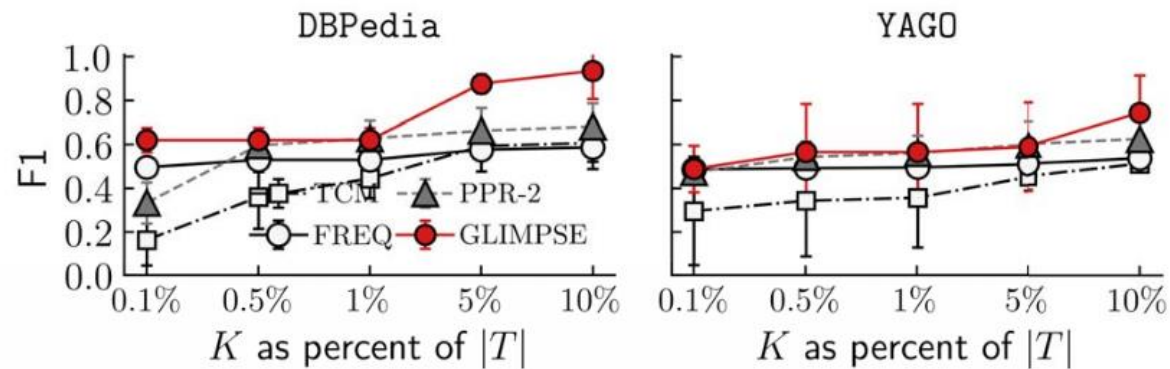 DBPedia
YAGO
F1
1.0
0.8
0.6
0.4
0.2
0.0
TCM
PPR-2
FREQ
GLIMPSE
0.1% 0.5% 1% 5% 10%
0.1% 0.5% 1% 5% 10%
K as percent of |T|
K as percent of |T|